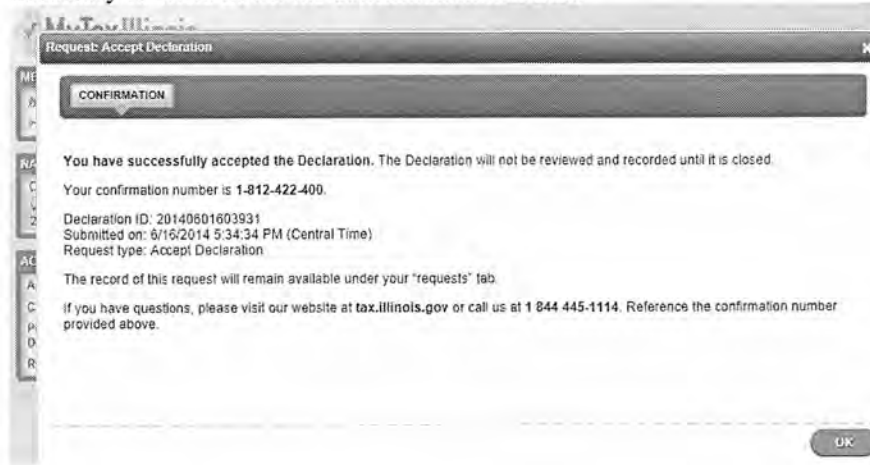 MyTax Illinois
Request: Accept Declaration
x
CONFIRMATION
You have successfully accepted the Declaration. The Declaration will not be reviewed and recorded until it is closed.
Your confirmation number is 1-812-422-400.
Declaration ID: 20140601603931
Submitted on: 6/16/2014 5:34:34 PM (Central Time)
Request type: Accept Declaration
The record of this request will remain available under your "requests" tab.
If you have questions, please visit our website at tax.illinois.gov or call us at 1 844 445-1114. Reference the confirmation number
provided above.
OK